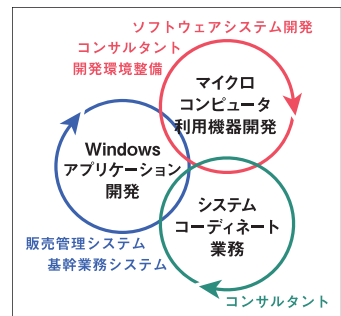 ソフトウェアシステム開発
コンサルタント
開発環境整備
マイクロ
コンピュータ
利用機器開発
Windows
アプリケーション
開発
システム
コーディネート
業務
販売管理システム
基幹業務システム
コンサルタント